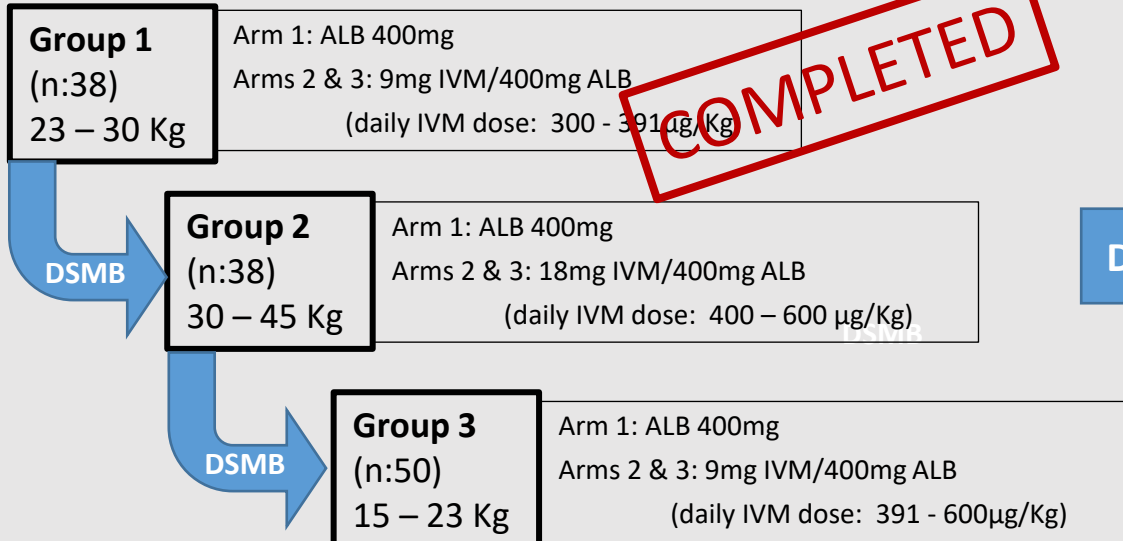 Group 1
(n:38)
23 – 30 Kg
Arm 1: ALB 400mg
Arms 2 & 3: 9mg IVM/400mg ALB
(daily IVM dose: 300 - 391µg/Kg)
COMPLETED
DSMB
Group 2
(n:38)
30 – 45 Kg
Arm 1: ALB 400mg
Arms 2 & 3: 18mg IVM/400mg ALB
(daily IVM dose: 400 – 600 µg/Kg)
DSMB
D
DSMB
Group 3
(n:50)
15 – 23 Kg
Arm 1: ALB 400mg
Arms 2 & 3: 9mg IVM/400mg ALB
(daily IVM dose: 391 - 600µg/Kg)